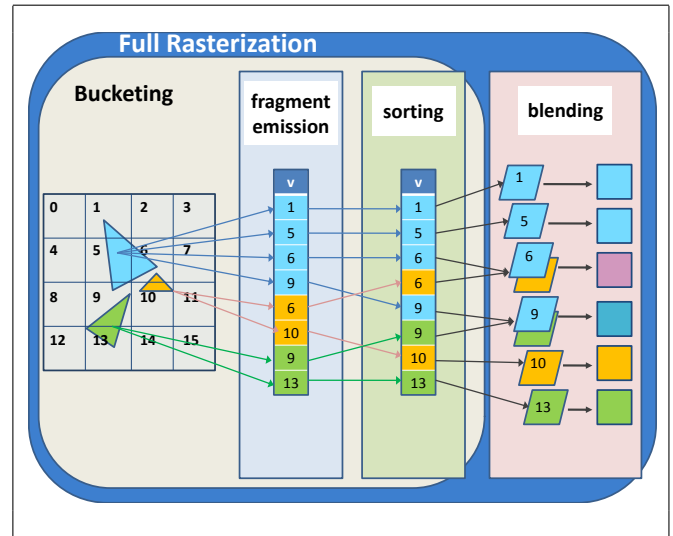 Full Rasterization
Bucketing
fragment
emission
sorting
blending
0 1 2 3
4 5 6 7
8 9 10 11
12 13 14 15
v
1
5
6
9
6
10
9
13
v
1
5
6
6
9
9
10
13
1
5
6
9
10
13